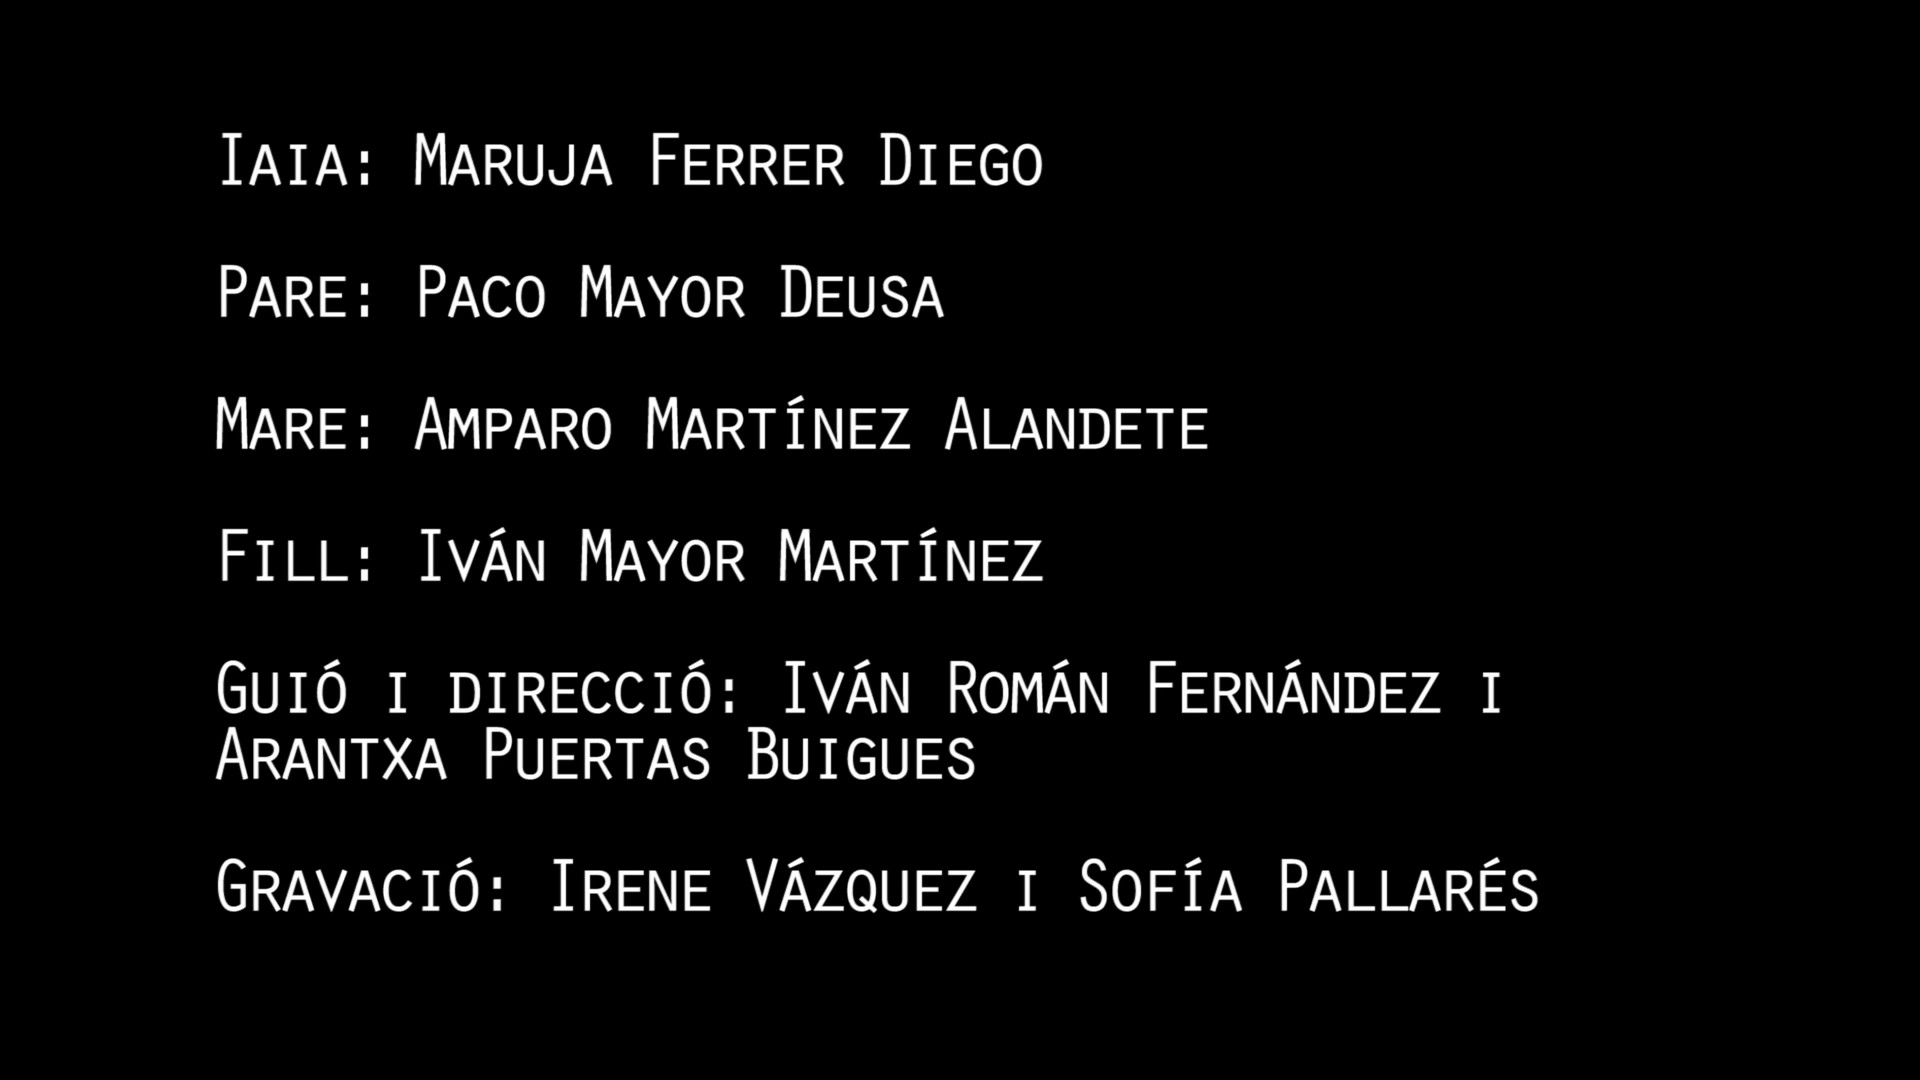 Iaia: Maruja Ferrer Diego
Pare: Paco Mayor Deusa
Mare: Amparo Martínez Alandete
Fill: Iván Mayor Martínez
Guió i direcció: Iván Román Fernández i
Arantxa Puertas Buigues
Gravació: Irene Vázquez i Sofía Pallarés